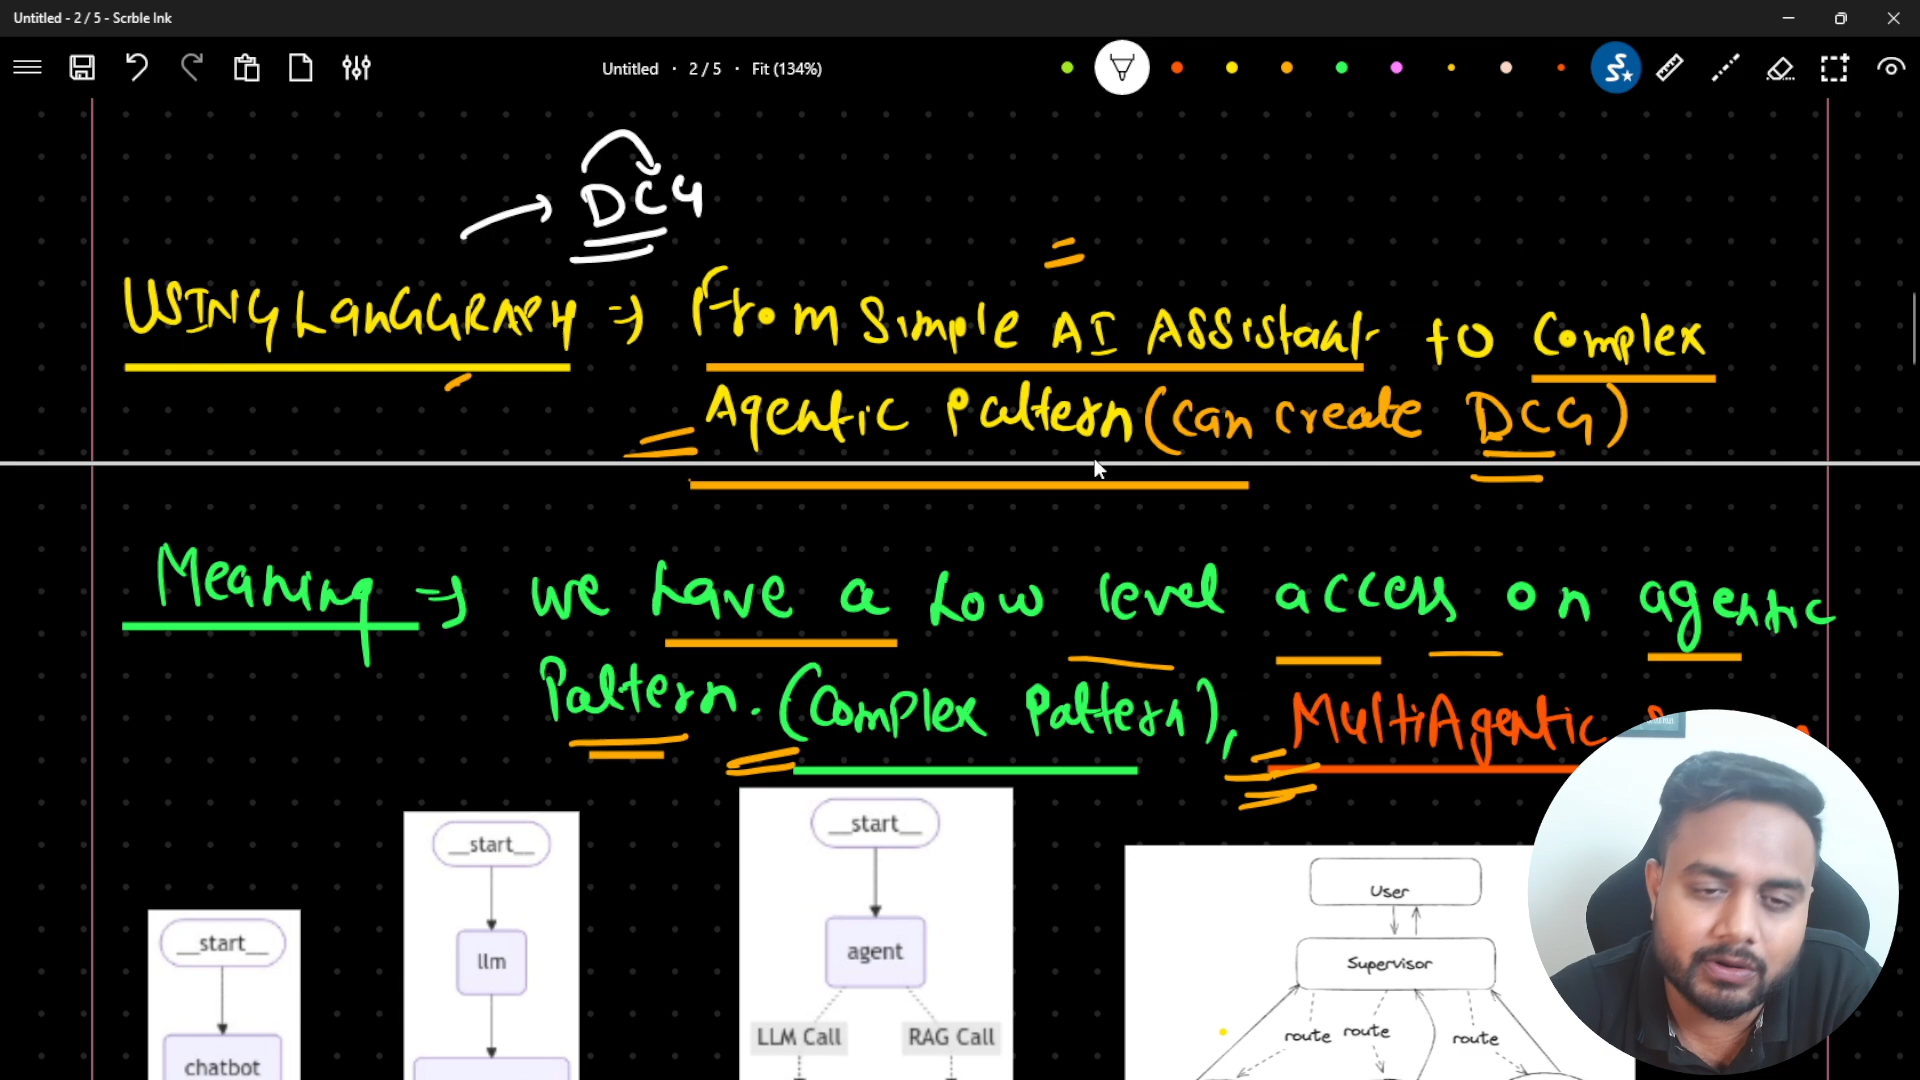 Untitled - 2 / 5 - Scrble Ink
Untitled · 2 / 5 · Fit (134%)
DCG
USING LanGGRAPH → From Simple AI ASSistant to Complex
Agentic Pattern (can create DCG)
Meaning → we have a Low level access on agentic
Pattern. (Complex Pattern), MultiAgentic
__start__
chatbot
__start__
llm
__start__
agent
LLM Call
RAG Call
User
Supervisor
route
route
route